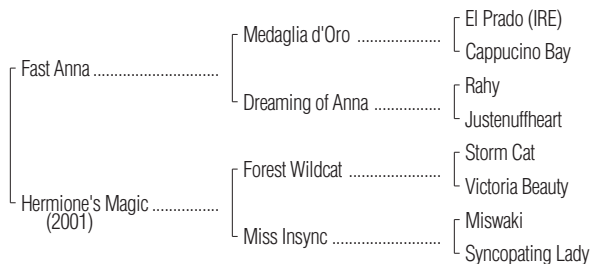 El Prado (IRE)
Medaglia d'Oro ..................
Cappucino Bay
Fast Anna ...........................
Rahy
Dreaming of Anna ................
Justenuffheart
Storm Cat
Forest Wildcat ......................
Victoria Beauty
Hermione's Magic ................
(2001)
Miswaki
Miss Insync ..........................
Syncopating Lady